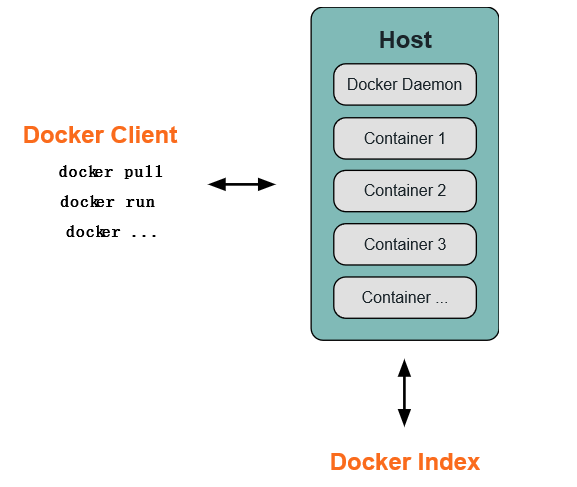 Host
Docker Daemon
Container 1
Container 2
Container 3
Container ...
Docker Client
docker pull
docker run
docker ...
Docker Index